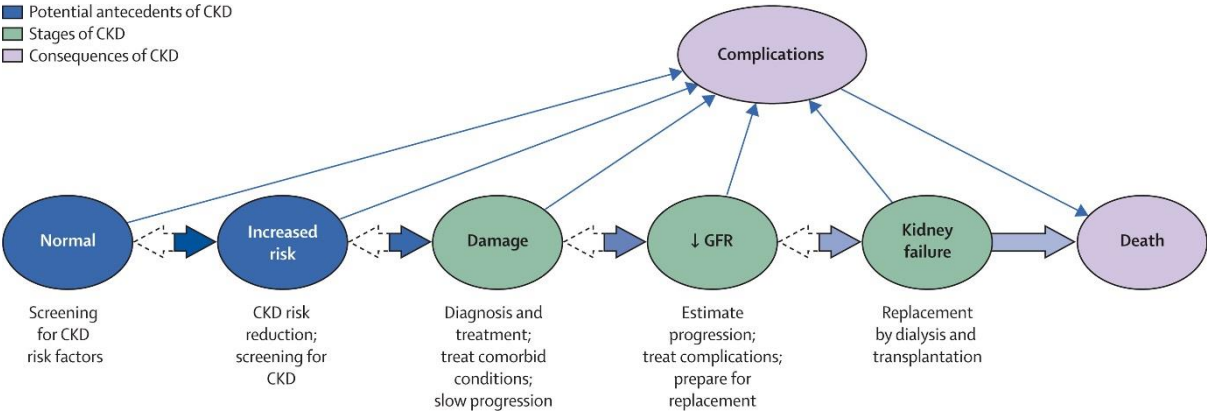 Potential antecedents of CKD
Stages of CKD
Consequences of CKD
Complications
Normal
Increased
risk
Damage
↓ GFR
Kidney
failure
Death
Screening
for CKD
risk factors
CKD risk
reduction;
screening for
CKD
Diagnosis and
treatment;
treat comorbid
conditions;
slow progression
Estimate
progression;
treat complications;
prepare for
replacement
Replacement
by dialysis and
transplantation